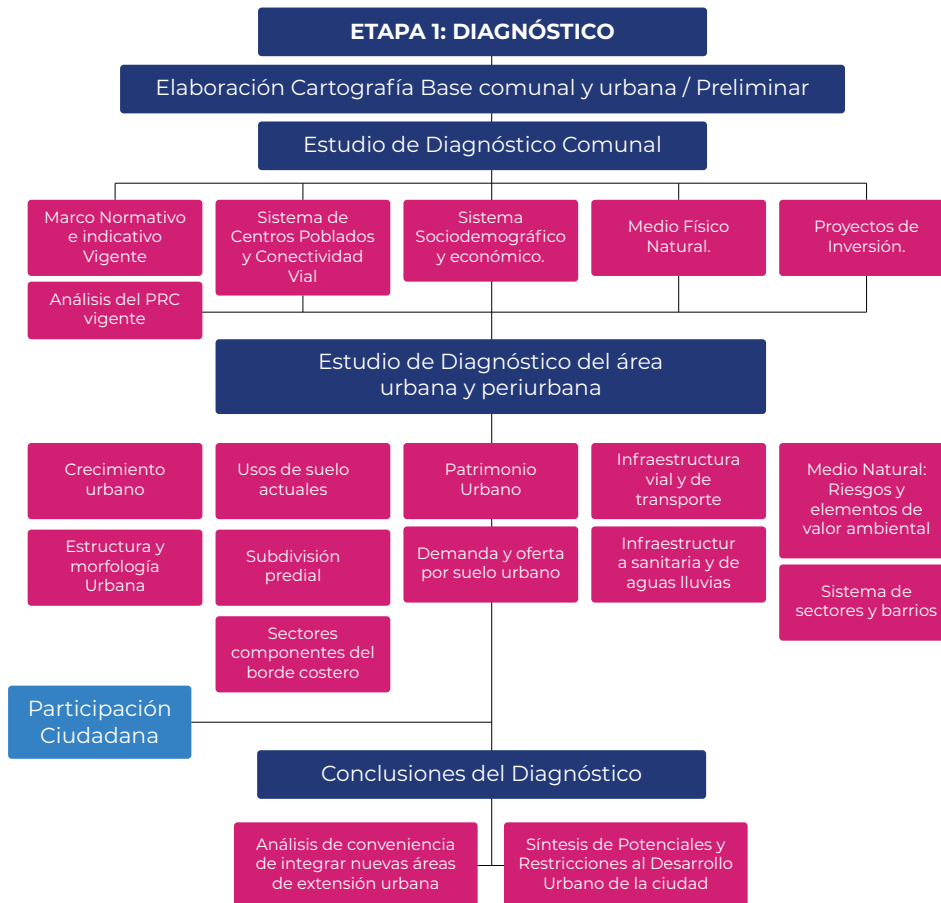 ETAPA 1: DIAGNÓSTICO
Elaboración Cartografía Base comunal y urbana / Preliminar
Estudio de Diagnóstico Comunal
Marco Normativo
e indicativo
Vigente
Sistema de
Centros Poblados
y Conectividad
Vial
Sistema
Sociodemográfico
y económico.
Medio Físico
Natural.
Proyectos de
Inversión.
Análisis del PRC
vigente
Estudio de Diagnóstico del área
urbana y periurbana
Crecimiento
urbano
Usos de suelo
actuales
Patrimonio
Urbano
Infraestructura
vial y de
transporte
Medio Natural:
Riesgos y
elementos de
valor ambiental
Estructura y
morfología
Urbana
Subdivisión
predial
Demanda y oferta
por suelo urbano
Infraestructur
a sanitaria y de
aguas lluvias
Sistema de
sectores y barrios
Sectores
componentes del
borde costero
Participación
Ciudadana
Conclusiones del Diagnóstico
Análisis de conveniencia
de integrar nuevas áreas
de extensión urbana
Síntesis de Potenciales y
Restricciones al Desarrollo
Urbano de la ciudad